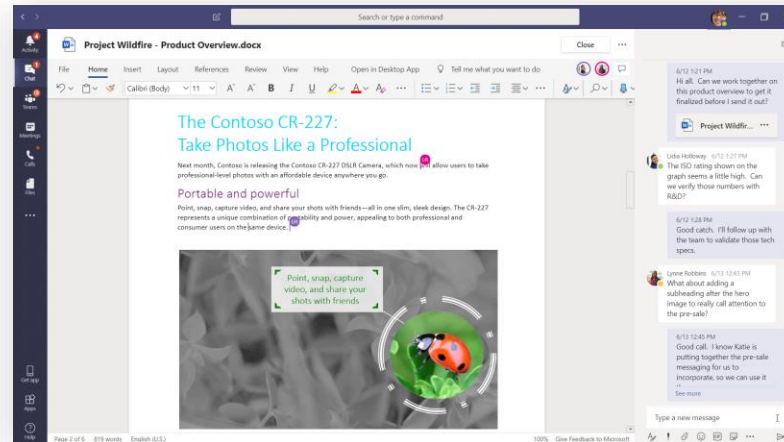 Search or type a command
Activity
Chat
Teams
Meetings
Calls
Files
Get app
Apps
Help
Project Wildfire - Product Overview.docx
Close
File Home Insert Layout References Review View Help Open in Desktop App Tell me what you want to do
Calibri (Body) 11 A A B I U A
The Contoso CR-227:
Take Photos Like a Professional
Next month, Contoso is releasing the Contoso CR-227 DSLR Camera, which now will allow users to take
professional-level photos with an affordable device anywhere you go.
Portable and powerful
Point, snap, capture video, and share your shots with friends—all in one slim, sleek design. The CR-227
represents a unique combination of portability and power, appealing to both professional and
consumer users on the same device.
Point, snap, capture
video, and share your
shots with friends
Page 2 of 6 819 words English (U.S.) 100% Give Feedback to Microsoft
6/12 1:21 PM
Hi all. Can we work together on
this product overview to get it
finalized before I send it out?
Project Wildfir...
Lidia Holloway 6/12 1:27 PM
The ISO rating shown on the
graph seems a little high. Can
we verify those numbers with
R&D?
6/12 1:28 PM
Good catch. I'll follow up with
the team to validate those tech
specs.
Lynne Robbins 6/13 12:43 PM
What about adding a
subheading after the hero
image to really call attention to
the pre-sale?
6/13 12:45 PM
Good call. I know Katie is
putting together the pre-sale
messaging for us to
incorporate, so we can use it
See more
Type a new message